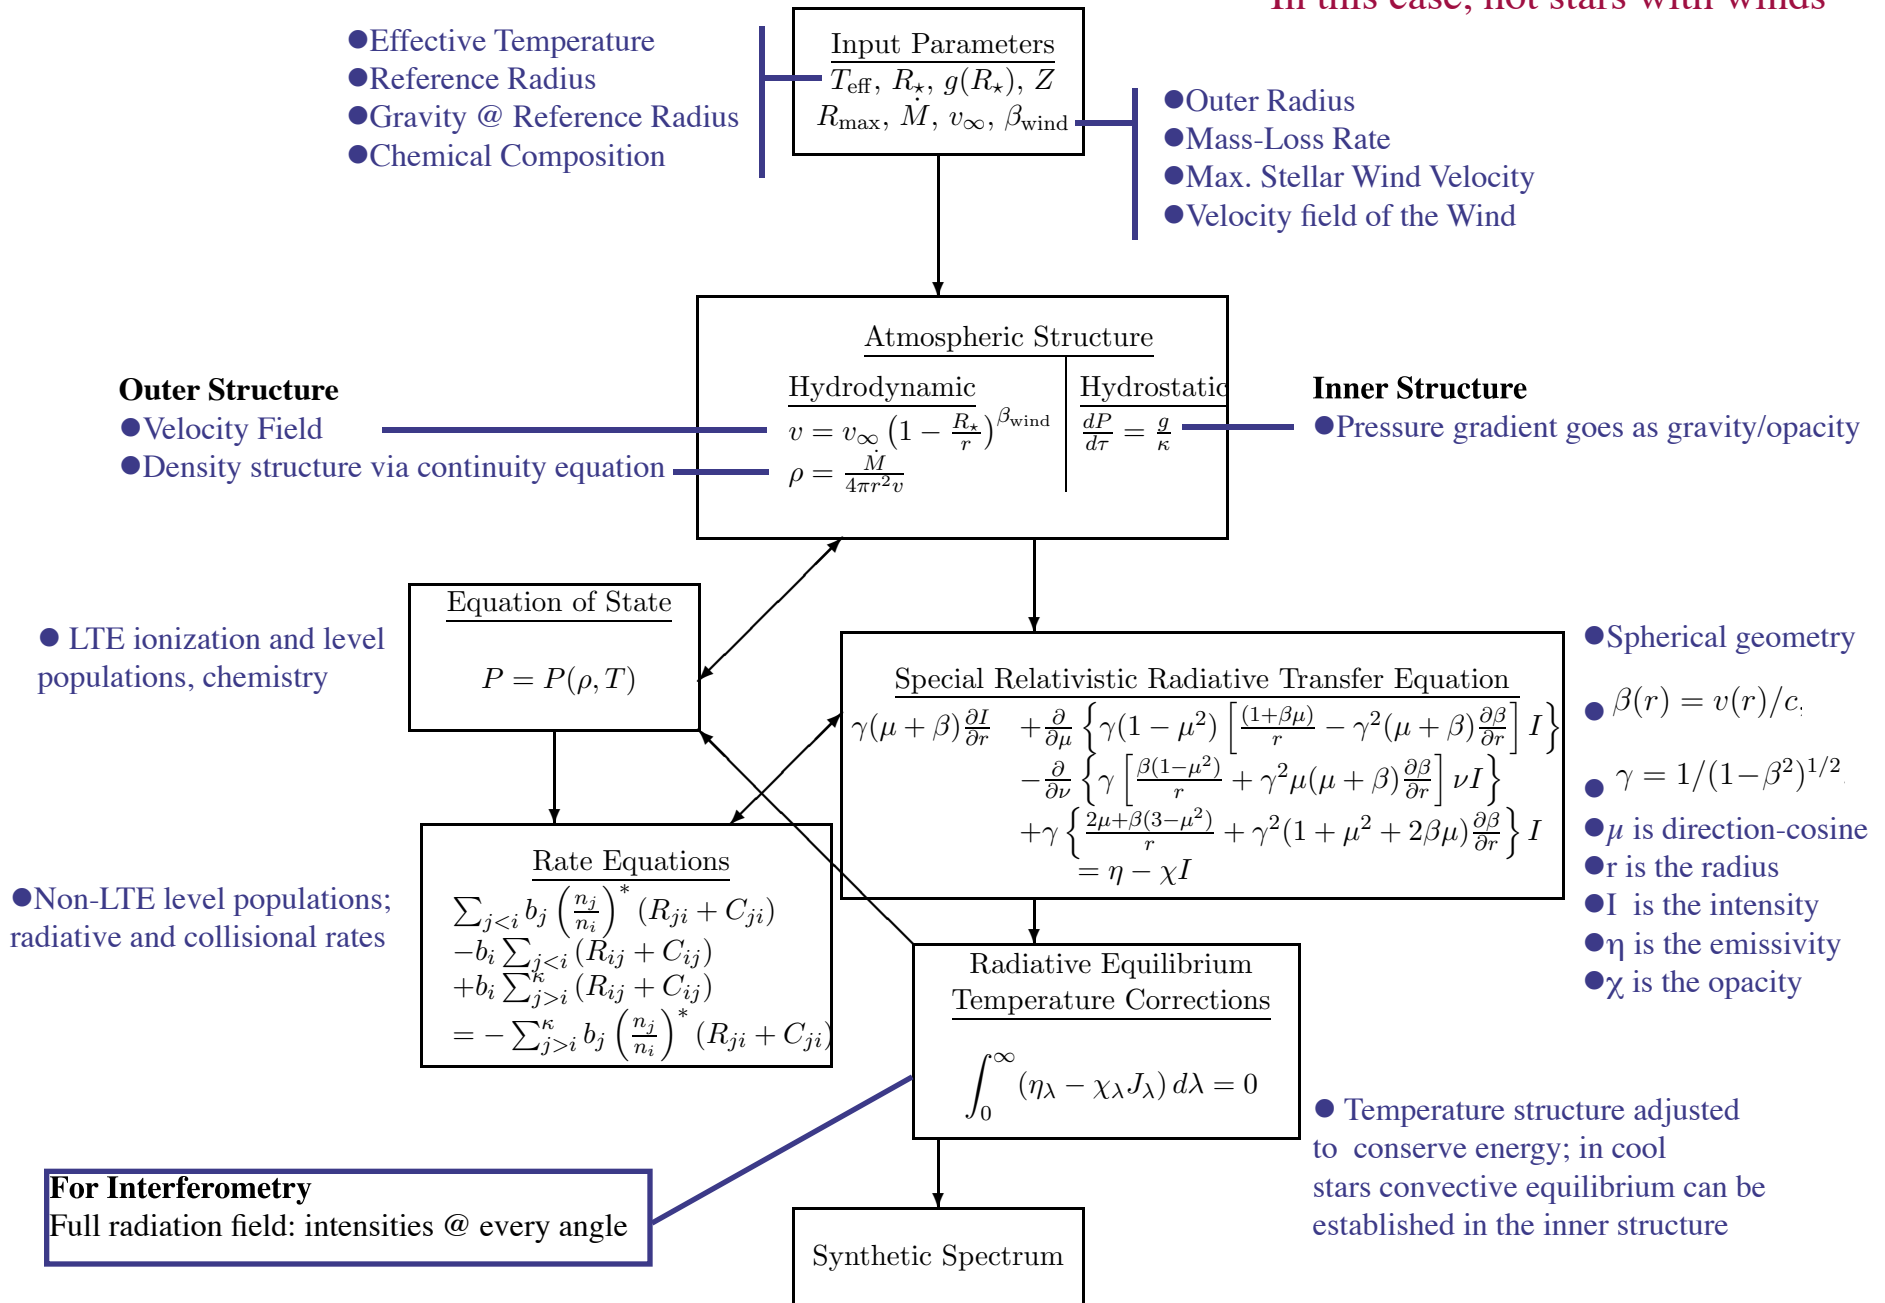 In this case, hot stars with winds
●Effective Temperature
●Reference Radius
●Gravity @ Reference Radius
●Chemical Composition
Input Parameters
T_eff, R_⋆, g(R_⋆), Z
R_max, Ṁ, v_∞, β_wind
●Outer Radius
●Mass-Loss Rate
●Max. Stellar Wind Velocity
●Velocity field of the Wind
Atmospheric Structure
Outer Structure
●Velocity Field
●Density structure via continuity equation
Hydrodynamic
v = v_∞ (1 − R_⋆/r)^β_wind
ρ = Ṁ/4πr²v
Hydrostatic
dP/dτ = g/κ
Inner Structure
●Pressure gradient goes as gravity/opacity
● LTE ionization and level
populations, chemistry
Equation of State
P = P(ρ, T)
Special Relativistic Radiative Transfer Equation
γ(μ + β) ∂I/∂r + ∂/∂μ {γ(1 − μ²) [(1+βμ)/r − γ²(μ + β) ∂β/∂r] I}
− ∂/∂ν {γ [β(1−μ²)/r + γ²μ(μ + β) ∂β/∂r] νI}
+γ {2μ+β(3−μ²)/r + γ²(1 + μ² + 2βμ) ∂β/∂r} I
= η − χI
●Spherical geometry
● β(r) = v(r)/c,
● γ = 1/(1−β²)^1/2
●μ is direction-cosine
●r is the radius
●I is the intensity
●η is the emissivity
●χ is the opacity
●Non-LTE level populations;
radiative and collisional rates
Rate Equations
∑_j<i b_j (n_j/n_i)^* (R_ji + C_ji)
−b_i ∑_j<i (R_ij + C_ij)
+b_i ∑_j>i^κ (R_ij + C_ij)
= − ∑_j>i^κ b_j (n_j/n_i)^* (R_ji + C_ji)
Radiative Equilibrium
Temperature Corrections
∫_0^∞ (η_λ − χ_λ J_λ) dλ = 0
● Temperature structure adjusted
to conserve energy; in cool
stars convective equilibrium can be
established in the inner structure
For Interferometry
Full radiation field: intensities @ every angle
Synthetic Spectrum